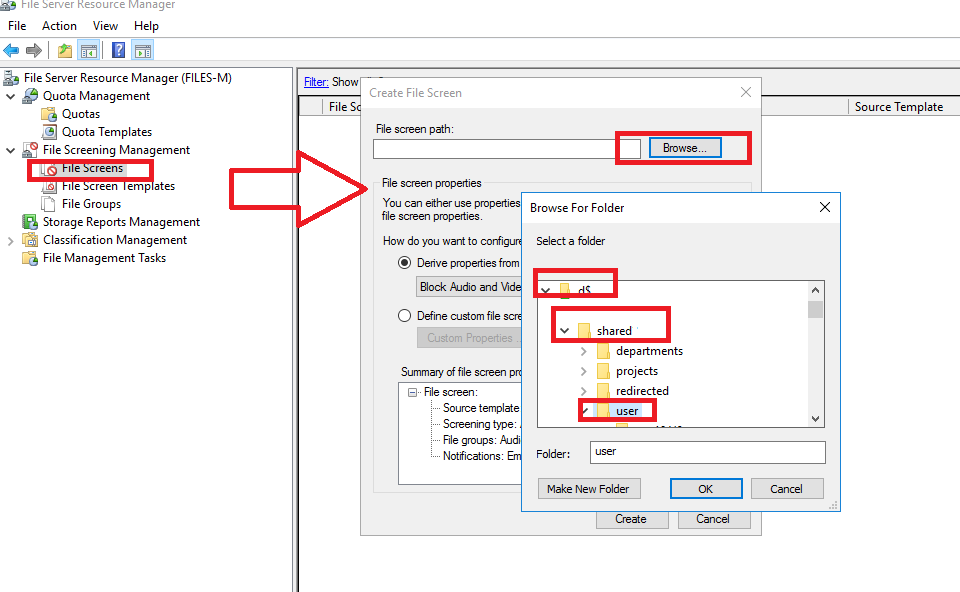 File Server Resource Manager
File Action View Help
File Server Resource Manager (FILES-M)
Quota Management
Quotas
Quota Templates
File Screening Management
File Screens
File Screen Templates
File Groups
Storage Reports Management
Classification Management
File Management Tasks
Filter: Show
File Sc
Source Template
Create File Screen
File screen path:
Browse...
File screen properties
You can either use properties
file screen properties.
How do you want to configure
Derive properties from
Block Audio and Vide
Define custom file scre
Custom Properties ..
Summary of file screen pro
File screen:
Source template
Screening type:
File groups: Audi
Notifications: Em
Create
Cancel
Browse For Folder
Select a folder
d$
shared
departments
projects
redirected
user
Folder: user
Make New Folder
OK
Cancel